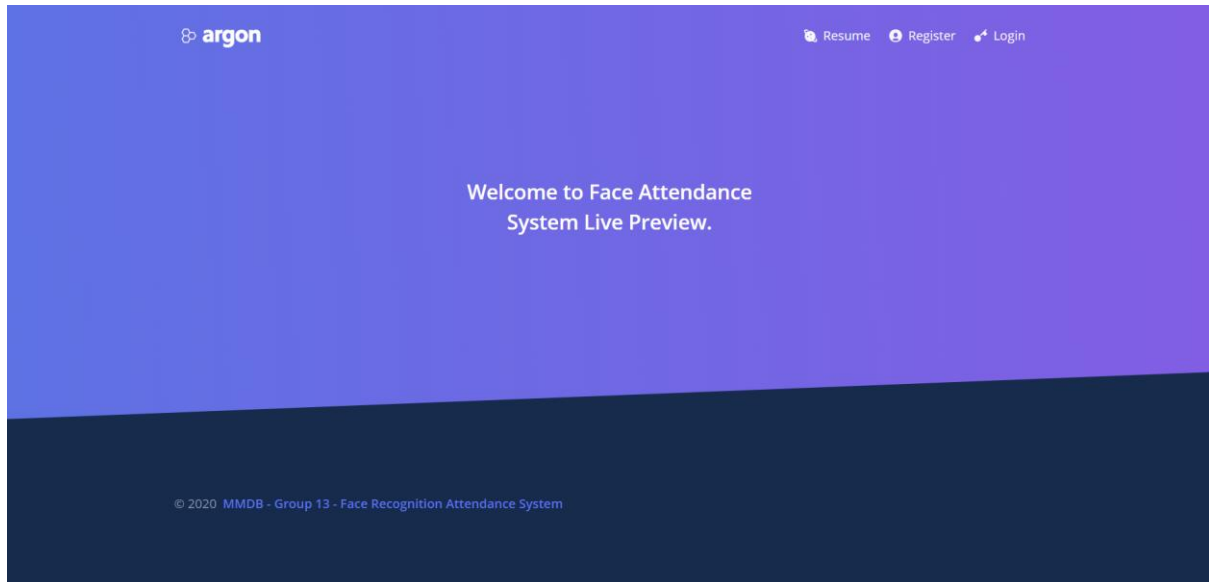 argon
Resume Register Login
Welcome to Face Attendance
System Live Preview.
© 2020 MMDB - Group 13 - Face Recognition Attendance System